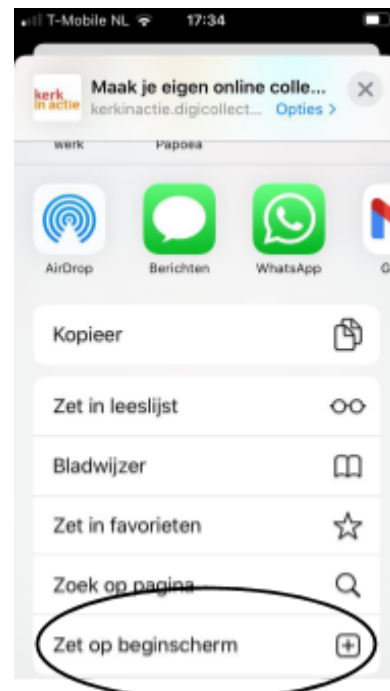 T-Mobile NL 17:34
kerk
in actie
Maak je eigen online colle...
kerkinactie.digicollect... Opties >
werk Papoea
AirDrop Berichten WhatsApp G
Kopieer
Zet in leeslijst
Bladwijzer
Zet in favorieten
Zoek op pagina
Zet op beginscherm